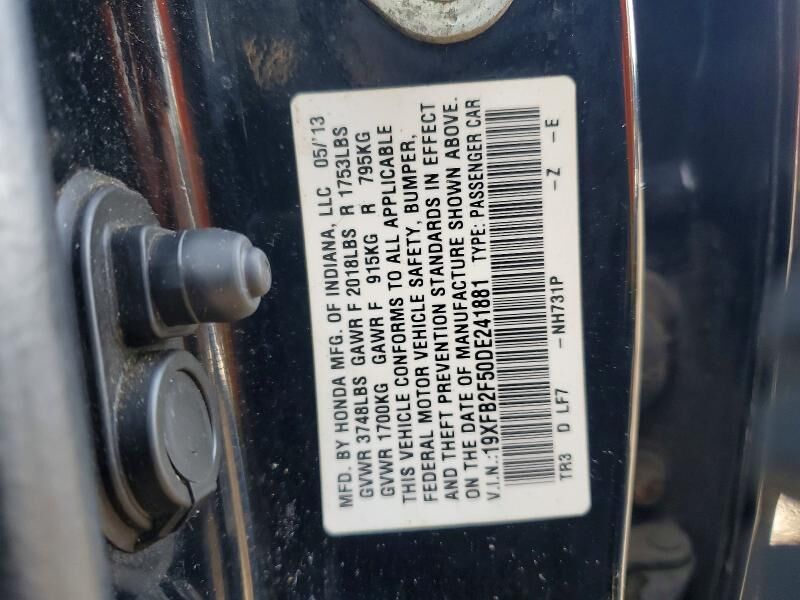 MFD. BY HONDA MFG. OF INDIANA, LLC 05/'13
GVWR 3748LBS GAWR F 2018LBS R 1753LBS
GVWR 1700KG GAWR F 915KG R 795KG
THIS VEHICLE CONFORMS TO ALL APPLICABLE
FEDERAL MOTOR VEHICLE SAFETY, BUMPER,
AND THEFT PREVENTION STANDARDS IN EFFECT
ON THE DATE OF MANUFACTURE SHOWN ABOVE.
V.I.N.:19XFB2F50DE241881 TYPE: PASSENGER CAR
TR3 D LF7 -NH731P -Z -E